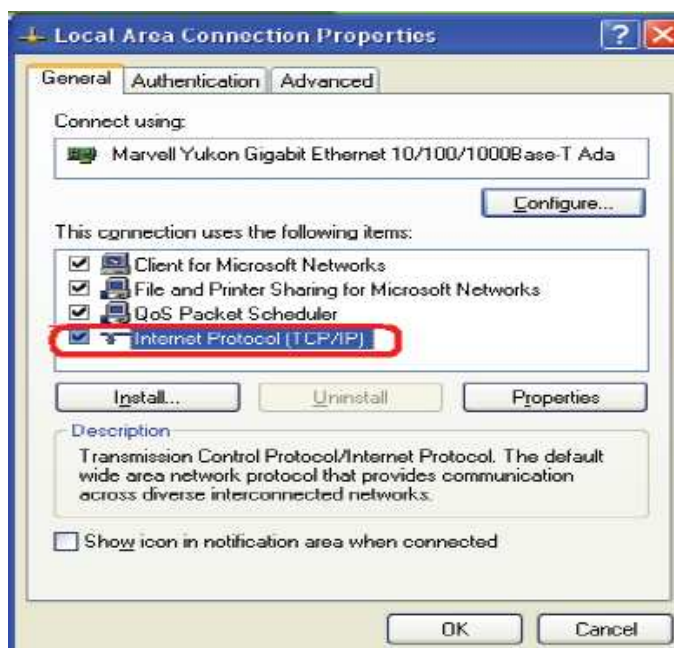 Local Area Connection Properties
General Authentication Advanced
Connect using:
Marvell Yukon Gigabit Ethernet 10/100/1000Base-T Ada
Configure...
This connection uses the following items:
Client for Microsoft Networks
File and Printer Sharing for Microsoft Networks
QoS Packet Scheduler
Internet Protocol (TCP/IP)
Install... Uninstall Properties
Description
Transmission Control Protocol/Internet Protocol. The default
wide area network protocol that provides communication
across diverse interconnected networks.
Show icon in notification area when connected
OK Cancel